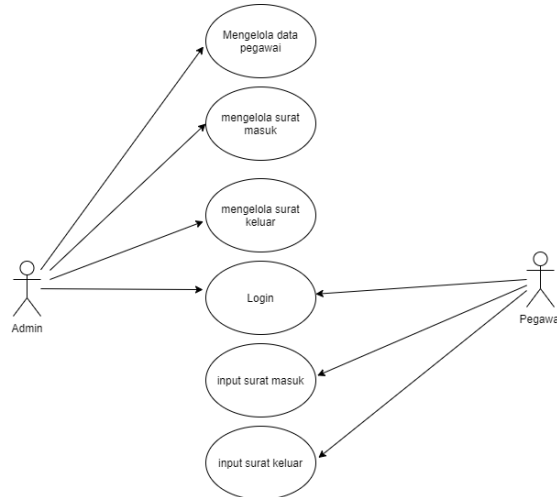 Mengelola data
pegawai
mengelola surat
masuk
mengelola surat
keluar
Login
Admin
Pegawa
input surat masuk
input surat keluar